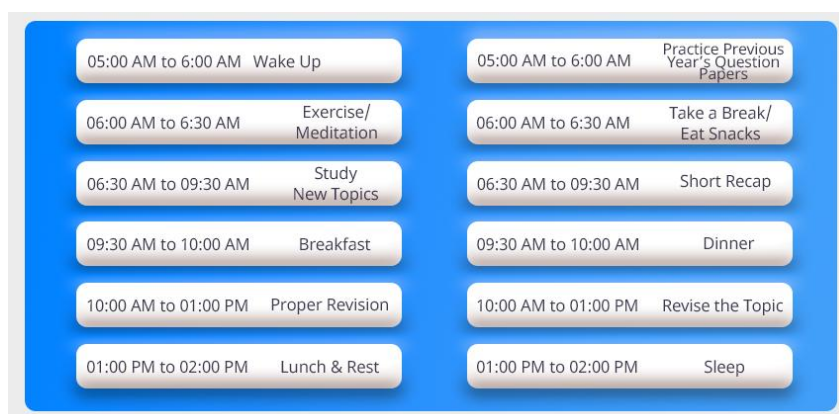 05:00 AM to 6:00 AM Wake Up
06:00 AM to 6:30 AM Exercise/
Meditation
06:30 AM to 09:30 AM Study
New Topics
09:30 AM to 10:00 AM Breakfast
10:00 AM to 01:00 PM Proper Revision
01:00 PM to 02:00 PM Lunch & Rest
05:00 AM to 6:00 AM Practice Previous
Year's Question
Papers
06:00 AM to 6:30 AM Take a Break/
Eat Snacks
06:30 AM to 09:30 AM Short Recap
09:30 AM to 10:00 AM Dinner
10:00 AM to 01:00 PM Revise the Topic
01:00 PM to 02:00 PM Sleep